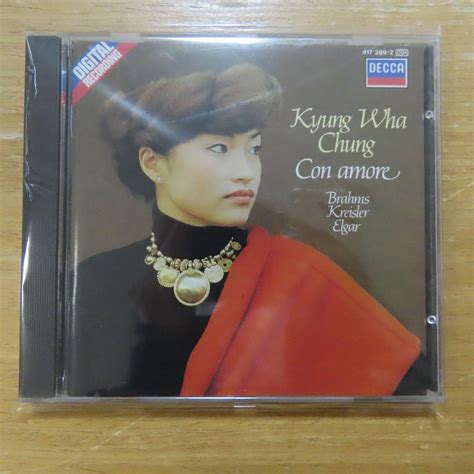 DIGITAL
RECORDING
417 289-2
DECCA
Kyung Wha
Chung
Con amore
Brahms
Kreisler
Elgar